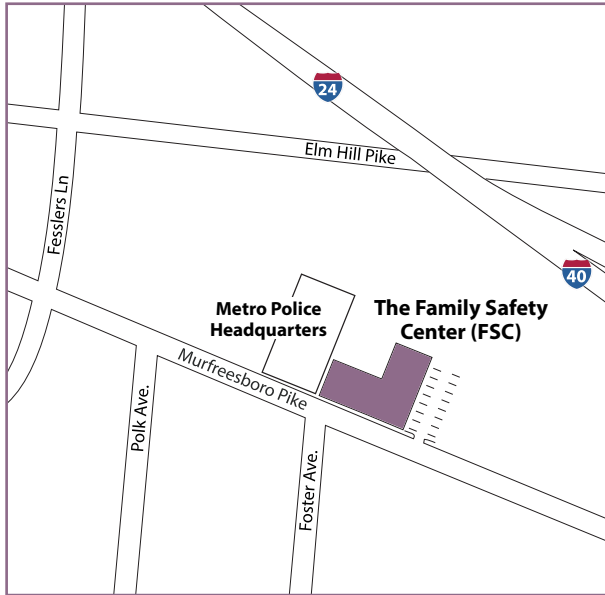 24
Elm Hill Pike
Fesslers Ln
40
Metro Police
Headquarters
The Family Safety
Center (FSC)
Murfreesboro Pike
Polk Ave.
Foster Ave.